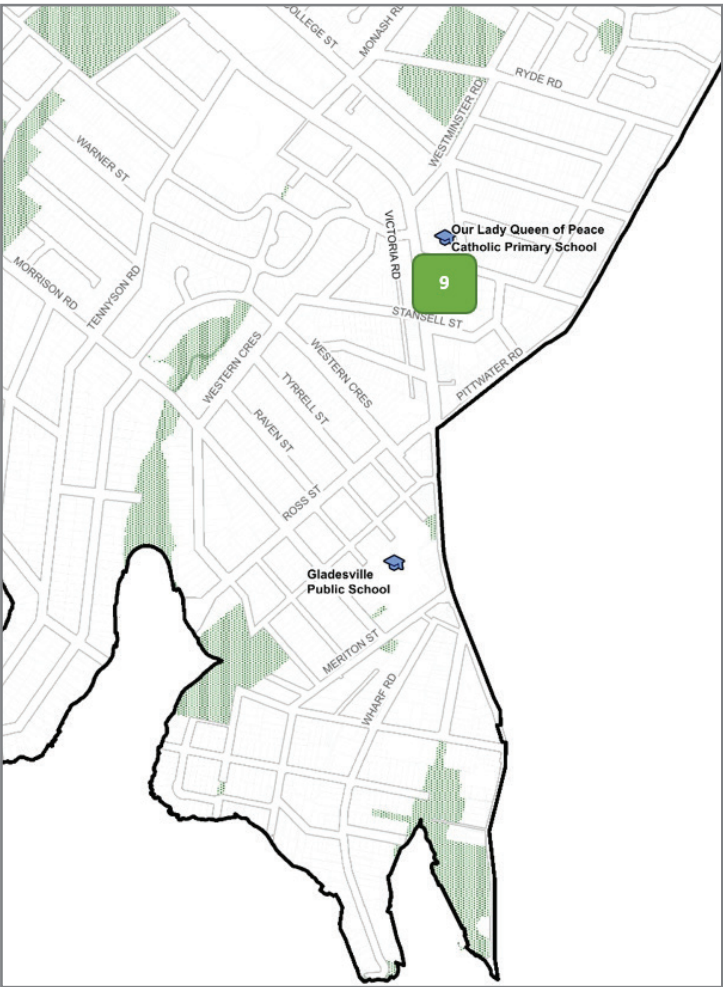 COLLEGE ST
MONASH RD
RYDE RD
WESTMINSTER RD
WARNER ST
VICTORIA RD
Our Lady Queen of Peace
Catholic Primary School
MORRISON RD
TENNYSON RD
9
STANSELL ST
WESTERN CRES
WESTERN CRES
PITTWATER RD
TYRRELL ST
RAVEN ST
ROSS ST
Gladesville
Public School
MERITON ST
WHARF RD